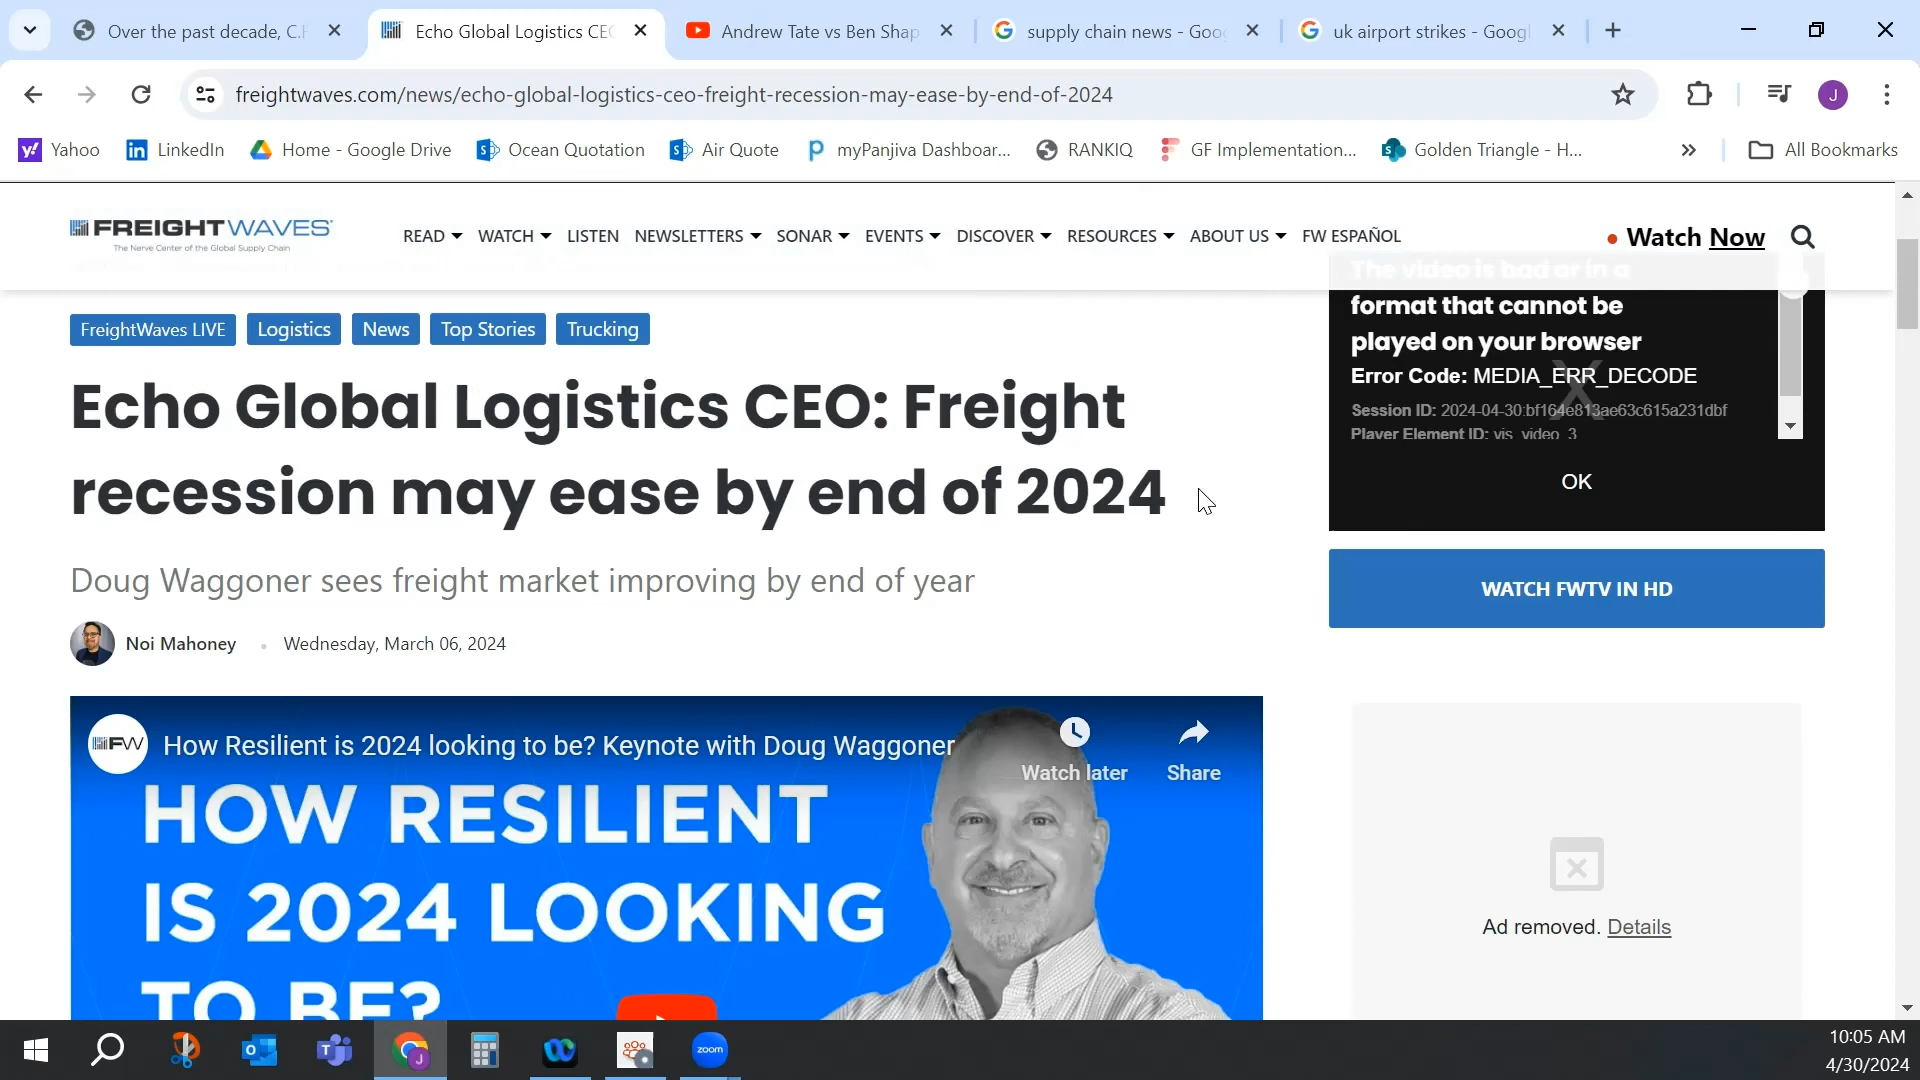 Over the past decade, C.
Echo Global Logistics CE
Andrew Tate vs Ben Shap
supply chain news - Goo
uk airport strikes - Googl
freightwaves.com/news/echo-global-logistics-ceo-freight-recession-may-ease-by-end-of-2024
J
Yahoo
LinkedIn
Home - Google Drive
Ocean Quotation
Air Quote
myPanjiva Dashboar...
RANKIQ
GF Implementation...
Golden Triangle - H...
»
All Bookmarks
FREIGHTWAVES
The Nerve Center of the Global Supply Chain
READ WATCH LISTEN NEWSLETTERS SONAR EVENTS DISCOVER RESOURCES ABOUT US FW ESPAÑOL
Watch Now
The video is bad or in a
format that cannot be
played on your browser
Error Code: MEDIA_ERR_DECODE
Session ID: 2024-04-30:bf164e813ae63c615a231dbf
Player Element ID: vis_video_3
OK
FreightWaves LIVE
Logistics
News
Top Stories
Trucking
Echo Global Logistics CEO: Freight
recession may ease by end of 2024
Doug Waggoner sees freight market improving by end of year
Noi Mahoney
Wednesday, March 06, 2024
WATCH FWTV IN HD
FW
How Resilient is 2024 looking to be? Keynote with Doug Waggoner
Watch later
Share
HOW RESILIENT
IS 2024 LOOKING
TO BE?
Ad removed. Details
zoom
10:05 AM
4/30/2024